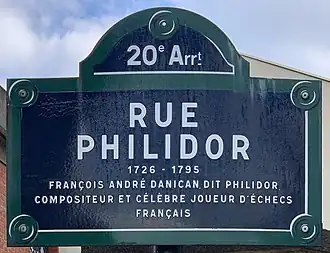 20e Arrt
RUE
PHILIDOR
1726 - 1795
FRANÇOIS ANDRÉ DANICAN DIT PHILIDOR
COMPOSITEUR ET CÉLÈBRE JOUEUR D'ÉCHECS
FRANÇAIS